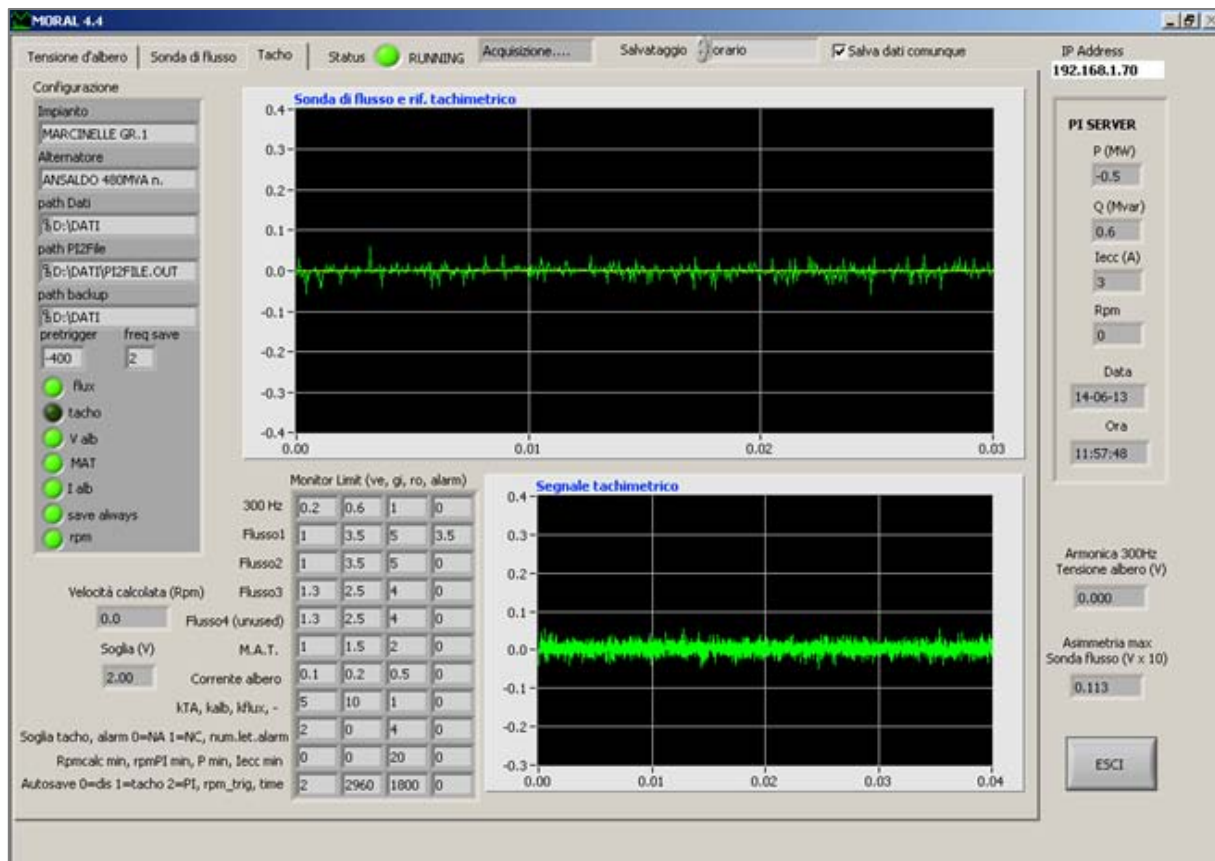 MORAL 4.4
Tensione d'albero
Sonda di flusso
Tacho
Status
RUNNING
Acquisizione....
Salvataggio
orario
Salva dati comunque
IP Address
192.168.1.70
Configurazione
Impianto
MARCINELLE GR.1
Alternatore
ANSALDO 480MVA n.
path Dati
D:\DATI
path PI2File
D:\DATI\PI2FILE.OUT
path backup
D:\DATI
pretrigger freq save
-400 2
flux
tacho
V alb
MAT
I alb
save always
rpm
Sonda di flusso e rif. tachimetrico
0.4
0.3
0.2
0.1
0.0
-0.1
-0.2
-0.3
-0.4
0.00 0.01 0.02 0.03
PI SERVER
P (MW)
-0.5
Q (Mvar)
0.6
Iecc (A)
3
Rpm
0
Data
14-06-13
Ora
11:57:48
Monitor Limit (ve, gi, ro, alarm)
300 Hz 0.2 0.6 1 0
Flusso1 1 3.5 5 3.5
Flusso2 1 3.5 5 0
Flusso3 1.3 2.5 4 0
Flusso4 (unused) 1.3 2.5 4 0
M.A.T. 1 1.5 2 0
Corrente albero 0.1 0.2 0.5 0
kTA, kalb, kflux, - 5 10 1 0
Soglia tacho, alarm 0=NA 1=NC, num.let.alarm 2 0 4 0
Rpmcalc min, rpmPI min, P min, Iecc min 0 0 20 0
Autosave 0=dis 1=tacho 2=PI, rpm_trig, time 2 2960 1800 0
Velocità calcolata (Rpm)
0.0
Soglia (V)
2.00
Segnale tachimetrico
0.4
0.3
0.2
0.1
0.0
-0.1
-0.2
-0.3
0.00 0.01 0.02 0.03 0.04
Armonica 300Hz
Tensione albero (V)
0.000
Asimmetria max
Sonda flusso (V x 10)
0.113
ESCI